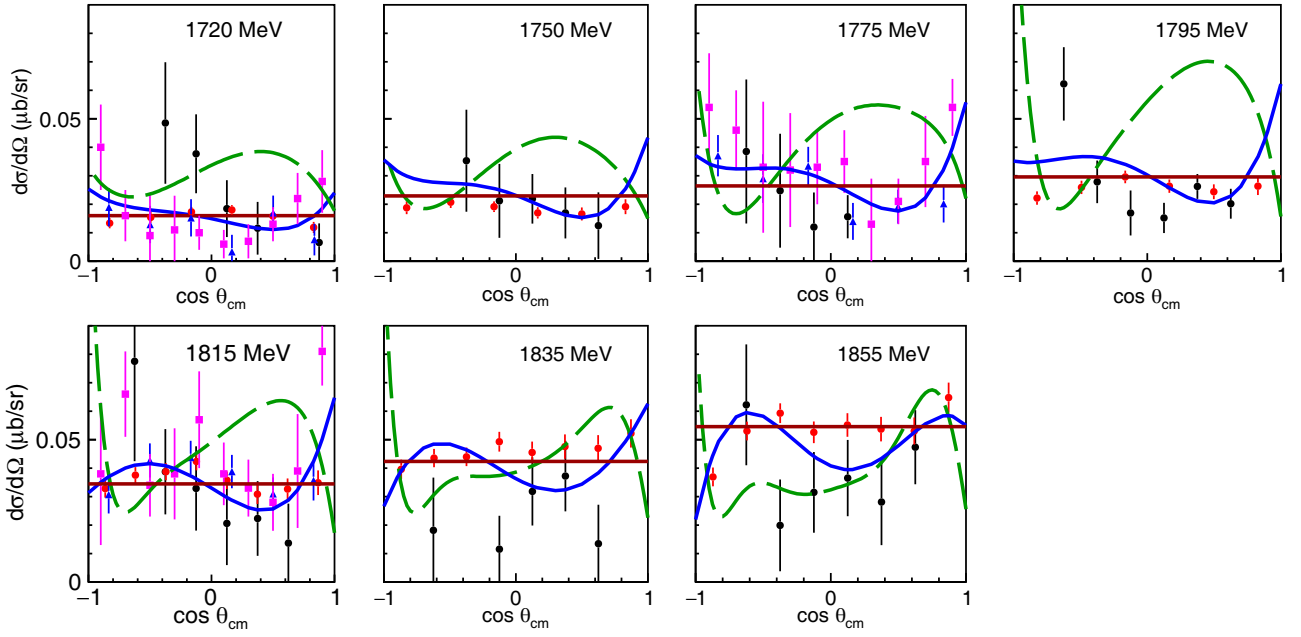 1720 MeV
1750 MeV
1775 MeV
1795 MeV
dσ/dΩ (μb/sr)
0.05
0
−1 0 1
cos θcm
−1 0 1
cos θcm
−1 0 1
cos θcm
−1 0 1
cos θcm
1815 MeV
1835 MeV
1855 MeV
dσ/dΩ (μb/sr)
0.05
0
−1 0 1
cos θcm
−1 0 1
cos θcm
−1 0 1
cos θcm